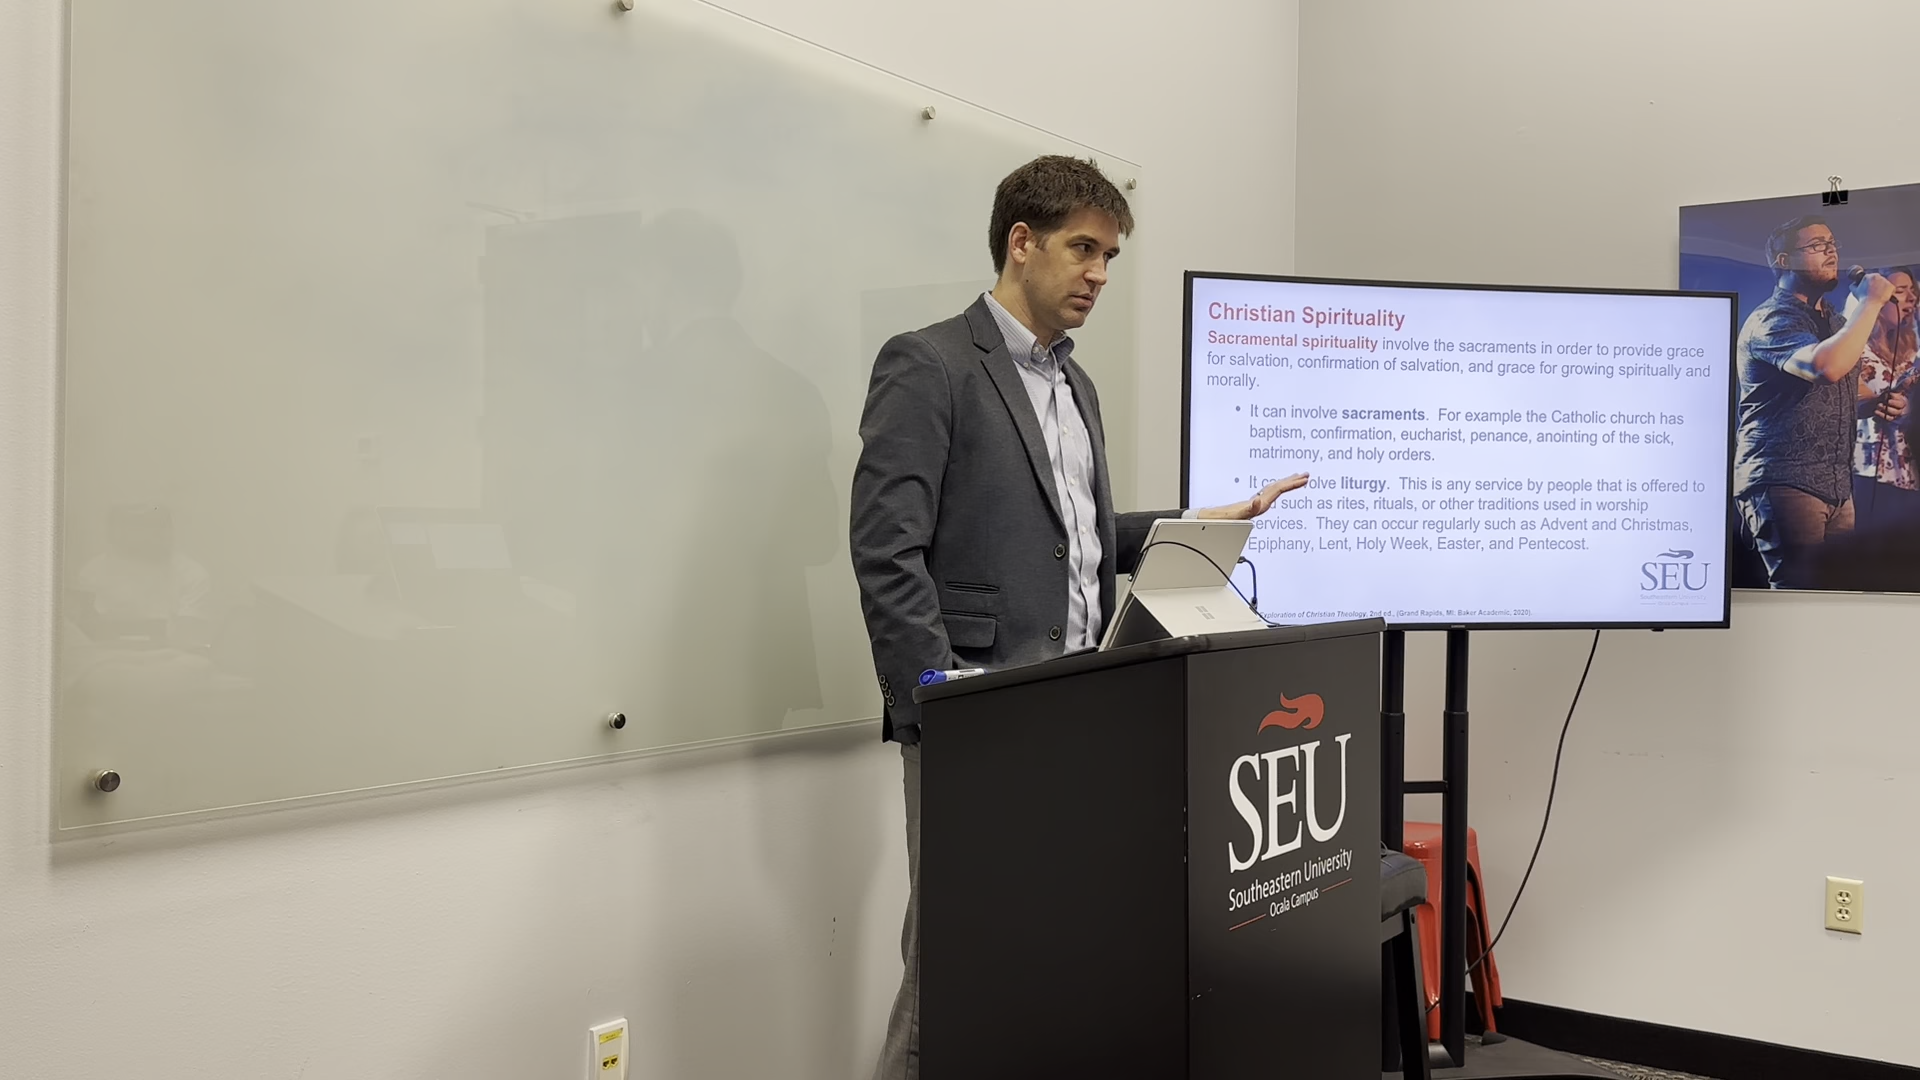 Christian Spirituality
Sacramental spirituality involve the sacraments in order to provide grace
for salvation, confirmation of salvation, and grace for growing spiritually and
morally.
• It can involve sacraments. For example the Catholic church has
baptism, confirmation, eucharist, penance, anointing of the sick,
matrimony, and holy orders.
• It volve liturgy. This is any service by people that is offered to
such as rites, rituals, or other traditions used in worship
services. They can occur regularly such as Advent and Christmas,
Epiphany, Lent, Holy Week, Easter, and Pentecost.
SEU
Southeastern University
Exploration of Christian Theology, 2nd ed., (Grand Rapids, MI: Baker Academic, 2020).
SEU
Southeastern University
Ocala Campus